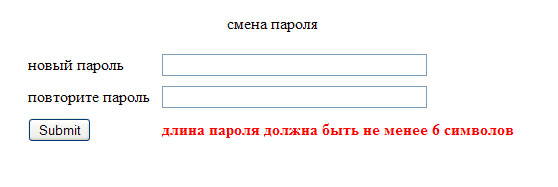 смена пароля
новый пароль
повторите пароль
Submit длина пароля должна быть не менее 6 символов